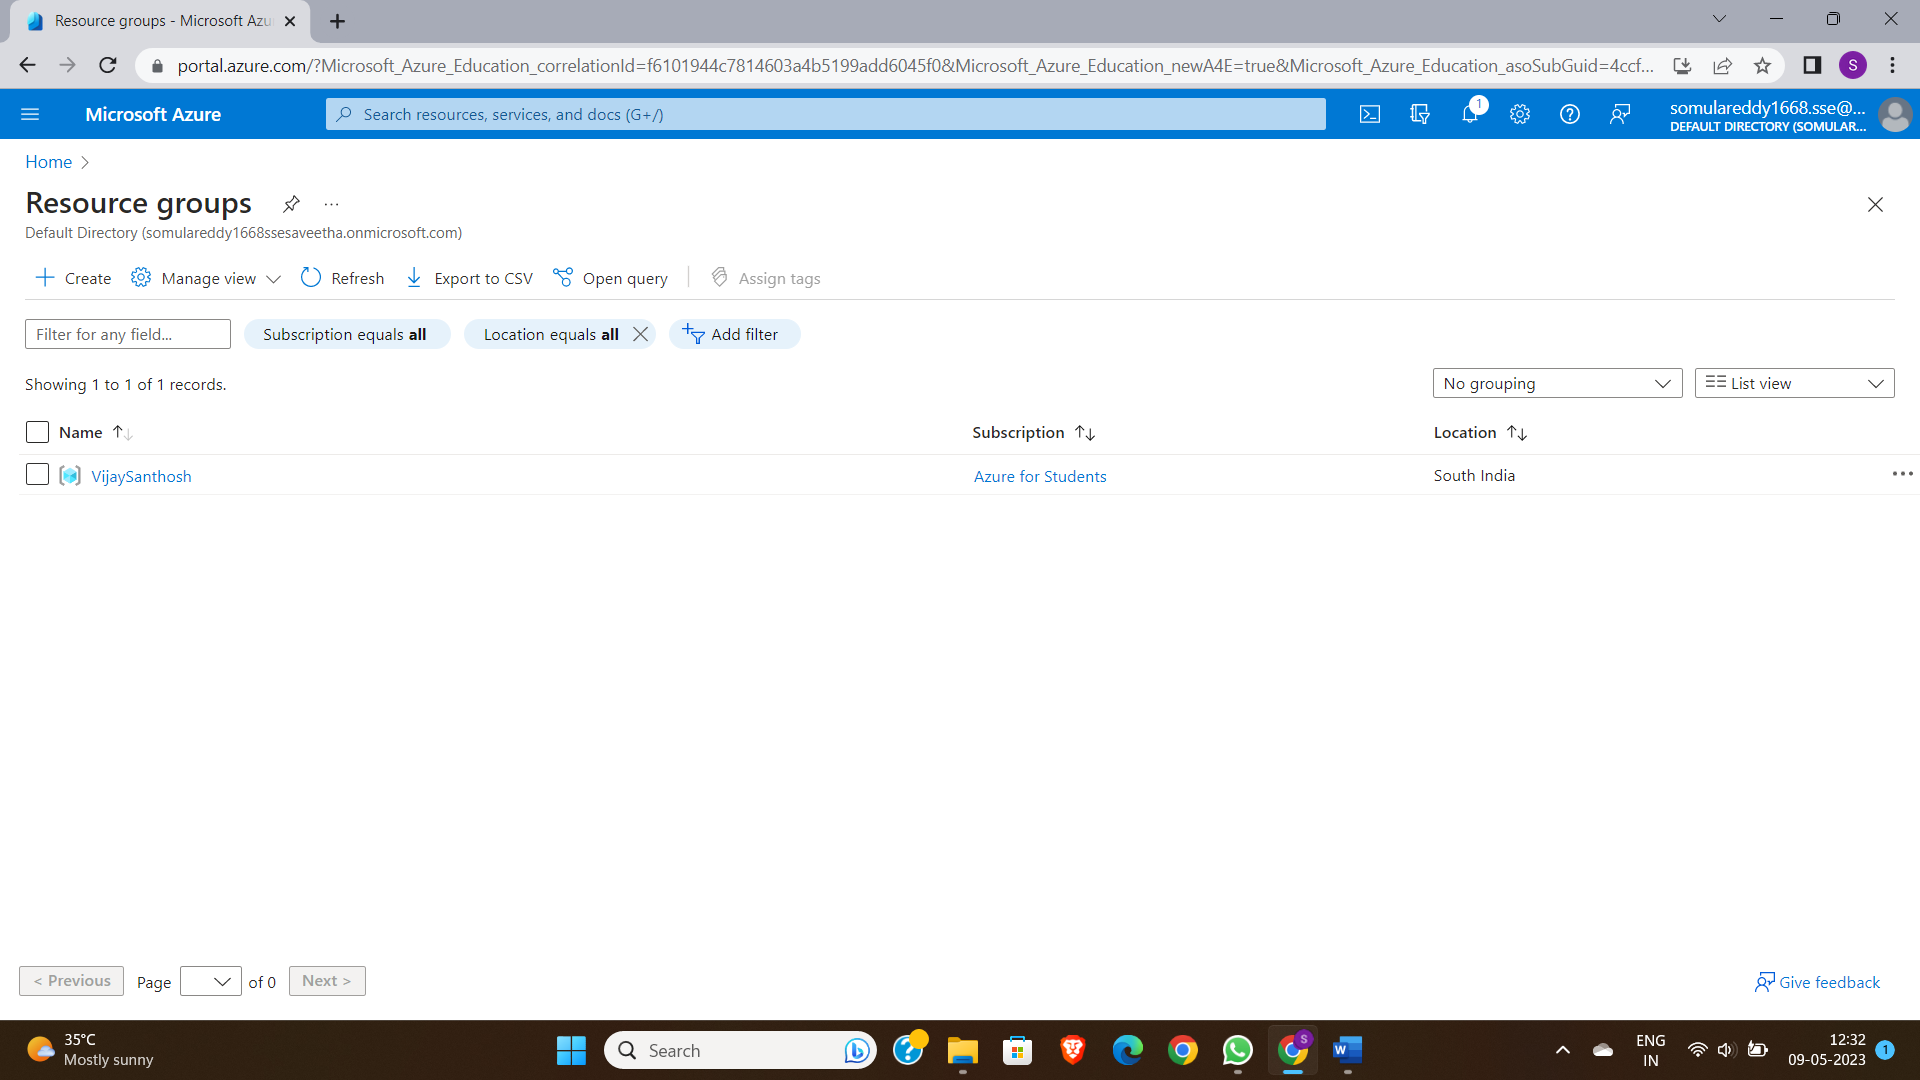 Resource groups - Microsoft Azu
portal.azure.com/?Microsoft_Azure_Education_correlationId=f6101944c7814603a4b5199add6045f0&Microsoft_Azure_Education_newA4E=true&Microsoft_Azure_Education_asoSubGuid=4ccf...
S
Microsoft Azure
Search resources, services, and docs (G+/)
1
somulareddy1668.sse@...
DEFAULT DIRECTORY (SOMULAR...
Home >
Resource groups
...
Default Directory (somulareddy1668ssesaveetha.onmicrosoft.com)
Create Manage view Refresh Export to CSV Open query Assign tags
Filter for any field... Subscription equals all Location equals all Add filter
Showing 1 to 1 of 1 records.
No grouping List view
Name Subscription Location
VijaySanthosh Azure for Students South India
< Previous Page of 0 Next >
Give feedback
35°C
Mostly sunny
Search
S
W
ENG
IN
12:32
09-05-2023
1